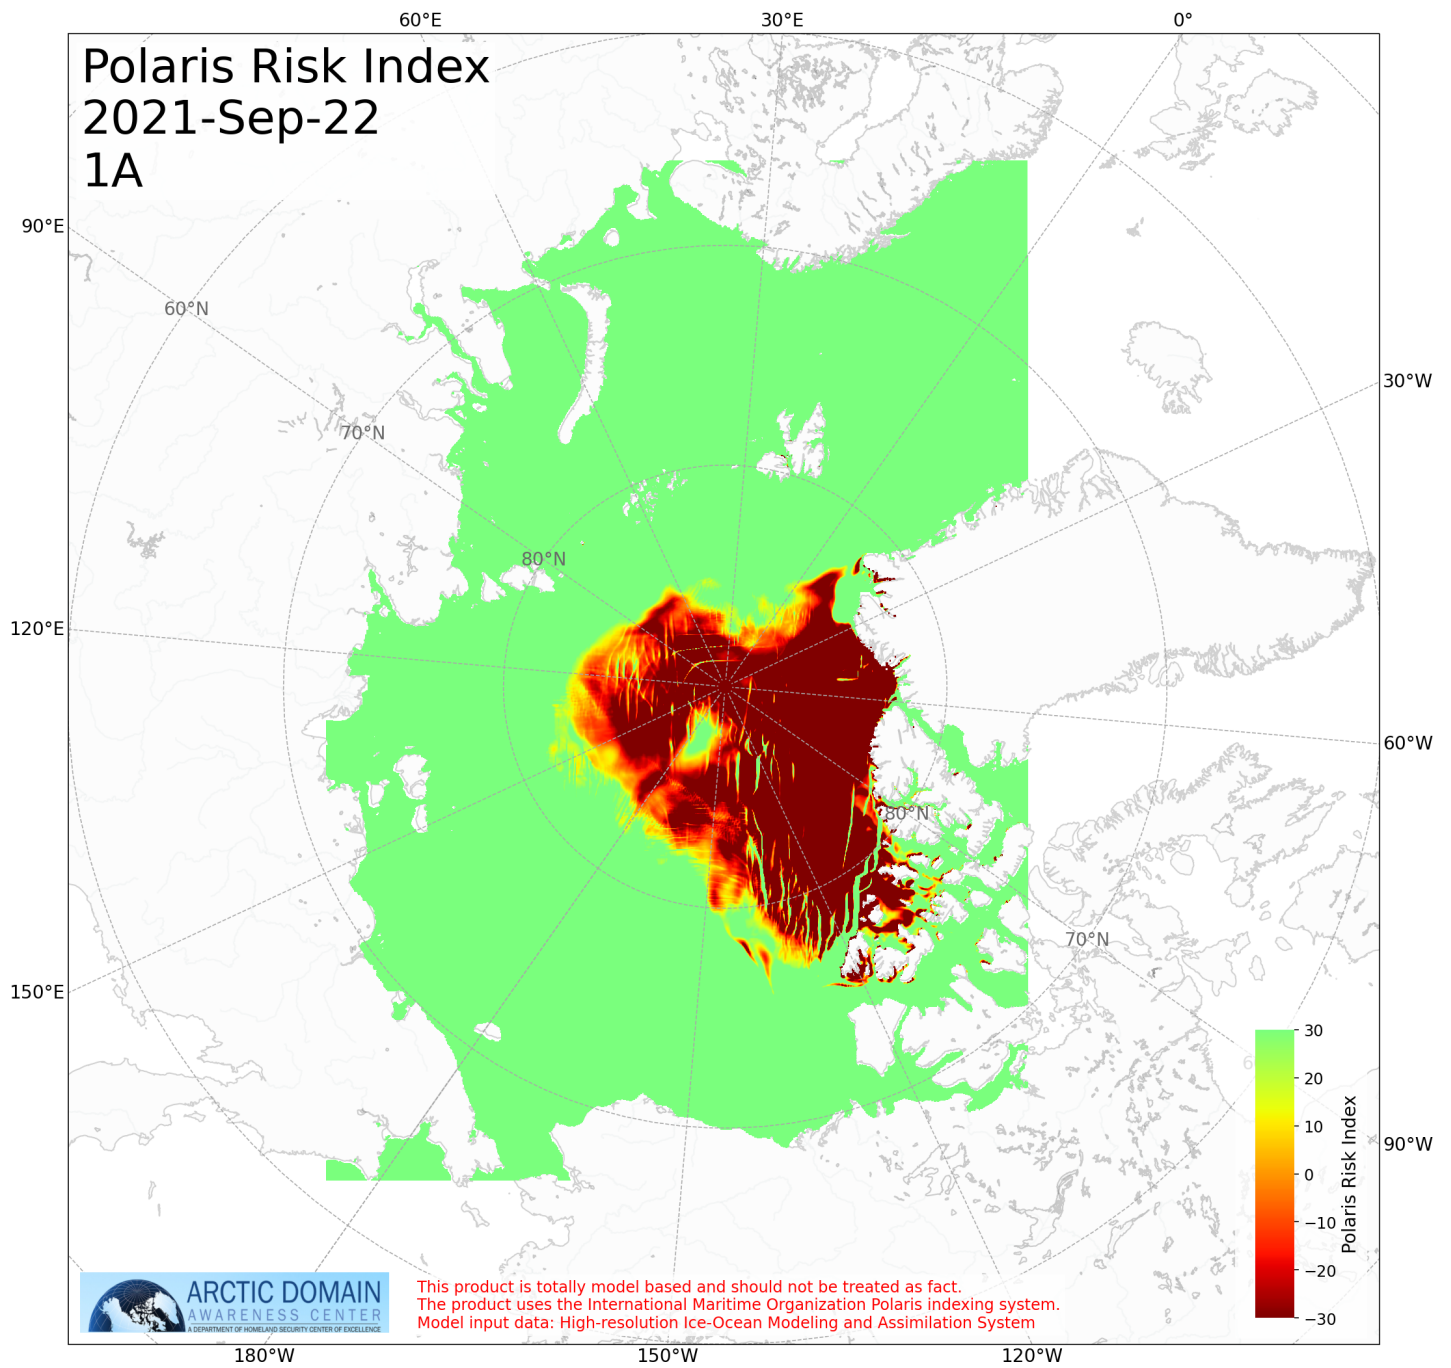 60°E 30°E 0°
Polaris Risk Index
2021-Sep-22
1A
90°E
60°N
30°W
70°N
80°N
120°E
60°W
80°N
70°N
150°E
30
20
10
0
−10
−20
−30
Polaris Risk Index
90°W
ARCTIC DOMAIN
AWARENESS CENTER
A DEPARTMENT OF HOMELAND SECURITY CENTER OF EXCELLENCE
This product is totally model based and should not be treated as fact.
The product uses the International Maritime Organization Polaris indexing system.
Model input data: High-resolution Ice-Ocean Modeling and Assimilation System
180°W 150°W 120°W